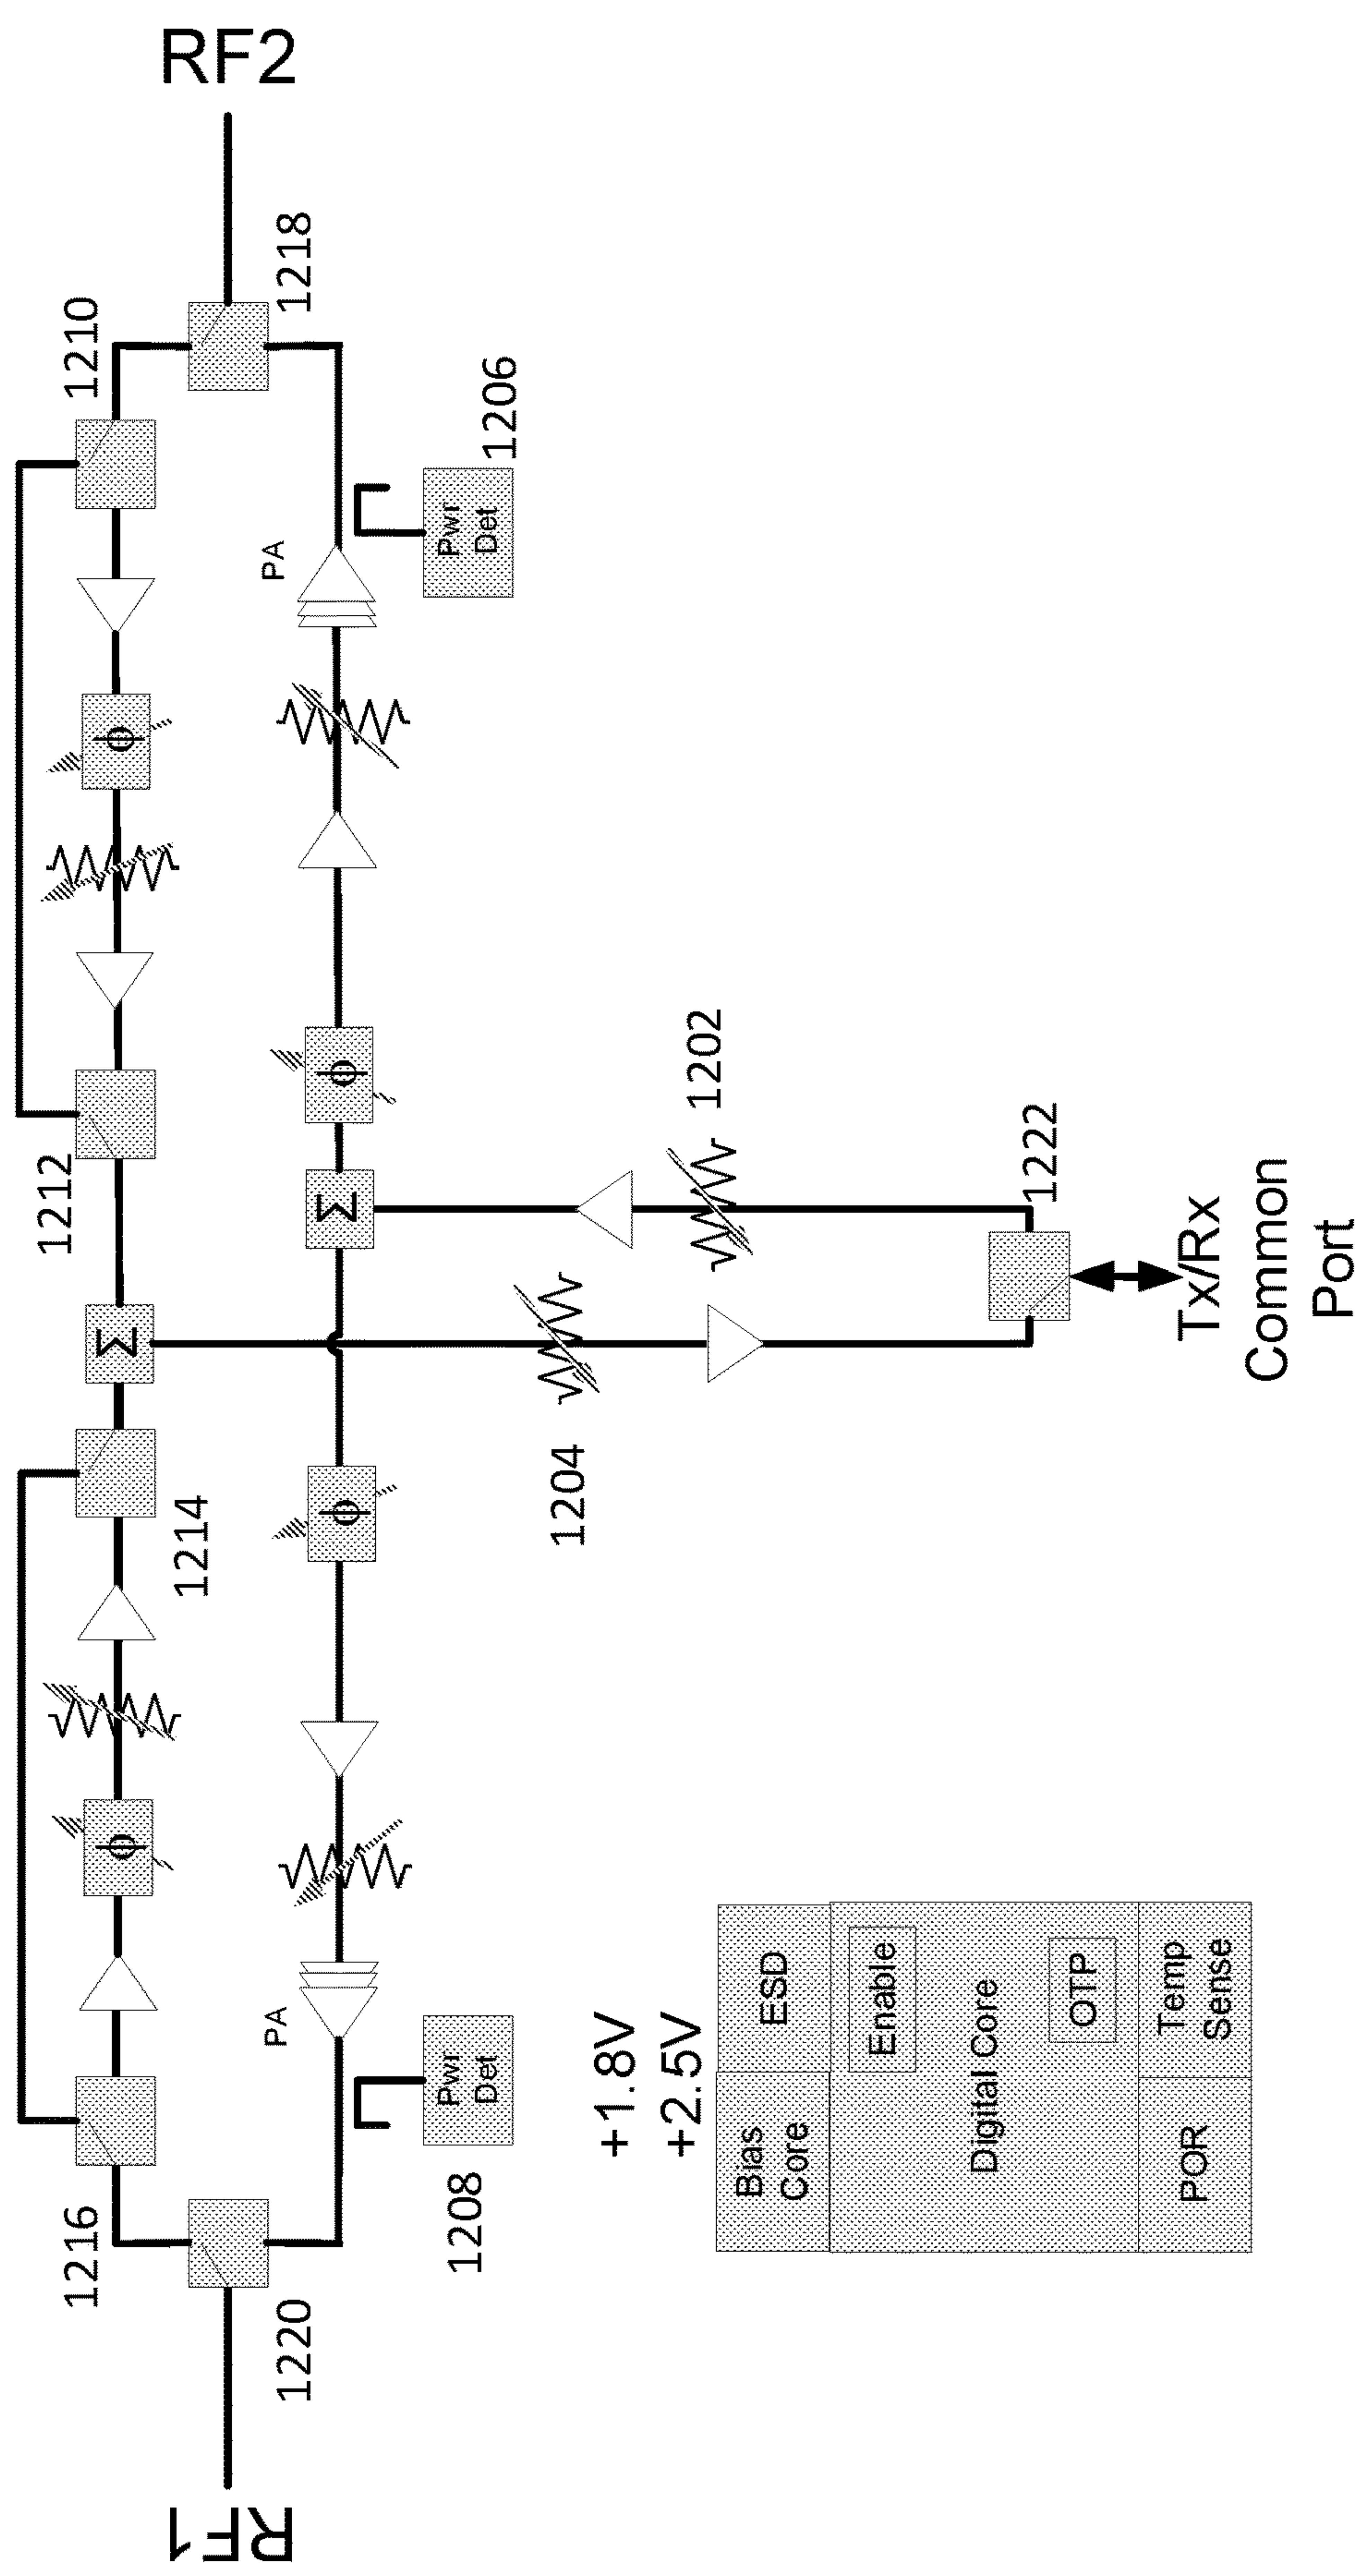 RF2
1218
1210
1206
Pwr
Det
PA
ϕ
1212
ϕ
1202
1222
Σ
Σ
Tx/Rx
Common
Port
1204
1214
ϕ
ϕ
PA
Pwr
Det
1208
1216
1220
RF1
+1.8V
+2.5V
Bias
Core
ESD
Enable
Digital Core
OTP
POR
Temp
Sense